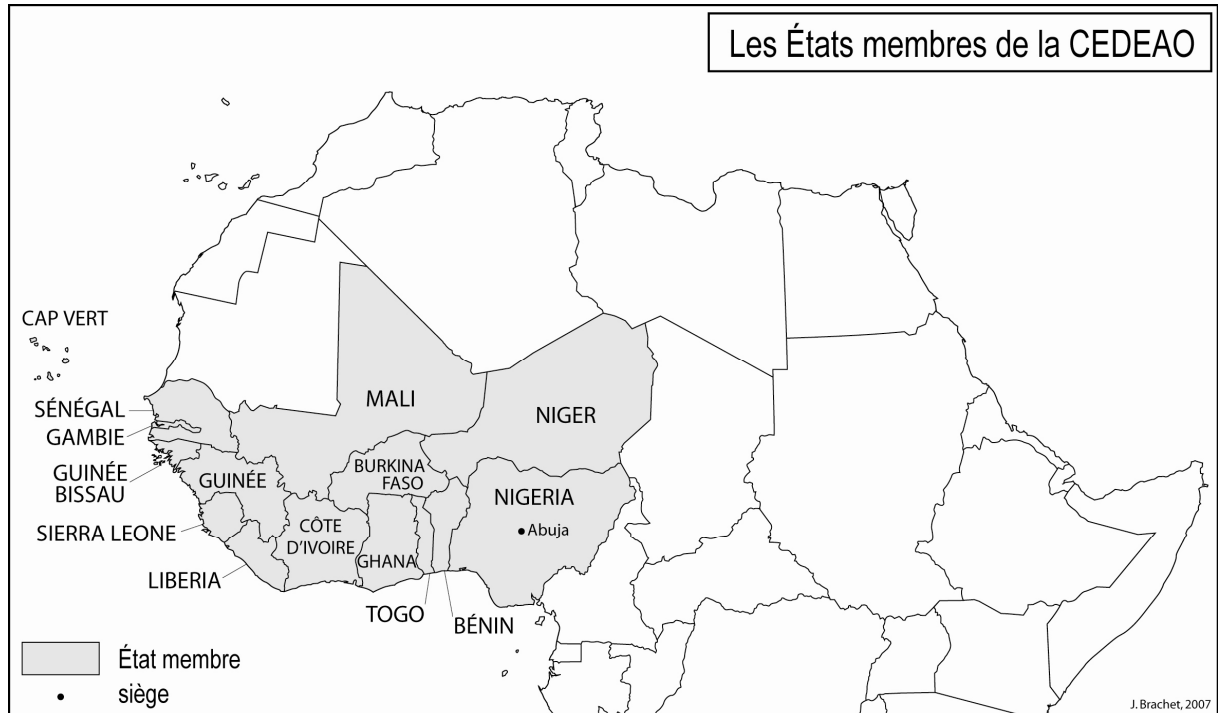 Les États membres de la CEDEAO
CAP VERT
SÉNÉGAL
GAMBIE
GUINÉE
BISSAU
SIERRA LEONE
LIBERIA
MALI
NIGER
BURKINA
FASO
GUINÉE
NIGERIA
Abuja
CÔTE
D'IVOIRE
GHANA
TOGO
BÉNIN
État membre
siège
J. Brachet, 2007